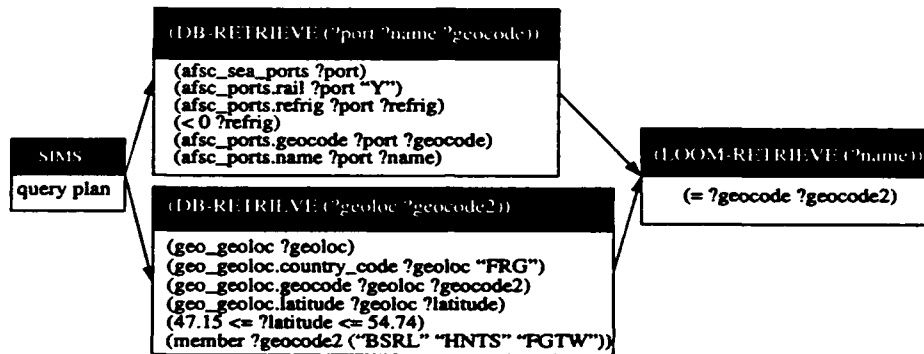 (DB-RETRIEVE (?port ?name ?geocode))
(afsc_sea_ports ?port)
(afsc_ports.rail ?port “Y”)
(afsc_ports.refrig ?port ?refrig)
(< 0 ?refrig)
(afsc_ports.geocode ?port ?geocode)
(afsc_ports.name ?port ?name)
SIMS
query plan
(DB-RETRIEVE (?geoloc ?geocode2))
(geo_geoloc ?geoloc)
(geo_geoloc.country_code ?geoloc “FRG”)
(geo_geoloc.geocode ?geoloc ?geocode2)
(geo_geoloc.latitude ?geoloc ?latitude)
(47.15 <= ?latitude <= 54.74)
(member ?geocode2 (“BSRL” “HNTS” “FGTW”))
(LOOM-RETRIEVE (?name))
(= ?geocode ?geocode2)